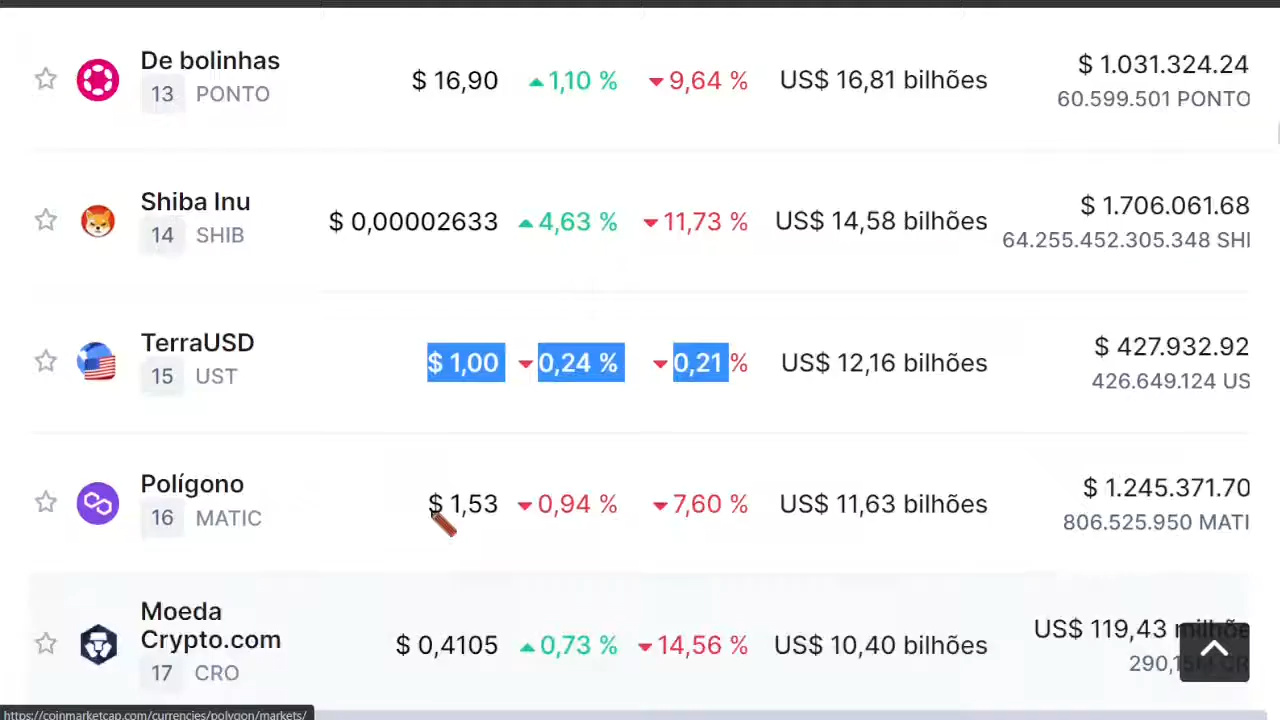 De bolinhas
13 PONTO
$ 16,90
1,10 %
9,64 %
US$ 16,81 bilhões
$ 1.031.324.24
60.599.501 PONTO
Shiba Inu
14 SHIB
$ 0,00002633
4,63 %
11,73 %
US$ 14,58 bilhões
$ 1.706.061.68
64.255.452.305.348 SHI
TerraUSD
15 UST
$ 1,00
0,24 %
0,21 %
US$ 12,16 bilhões
$ 427.932.92
426.649.124 US
Polígono
16 MATIC
$ 1,53
0,94 %
7,60 %
US$ 11,63 bilhões
$ 1.245.371.70
806.525.950 MATI
Moeda
Crypto.com
17 CRO
$ 0,4105
0,73 %
14,56 %
US$ 10,40 bilhões
US$ 119,43 milhõe
https://coinmarketcap.com/currencies/polygon/markets/